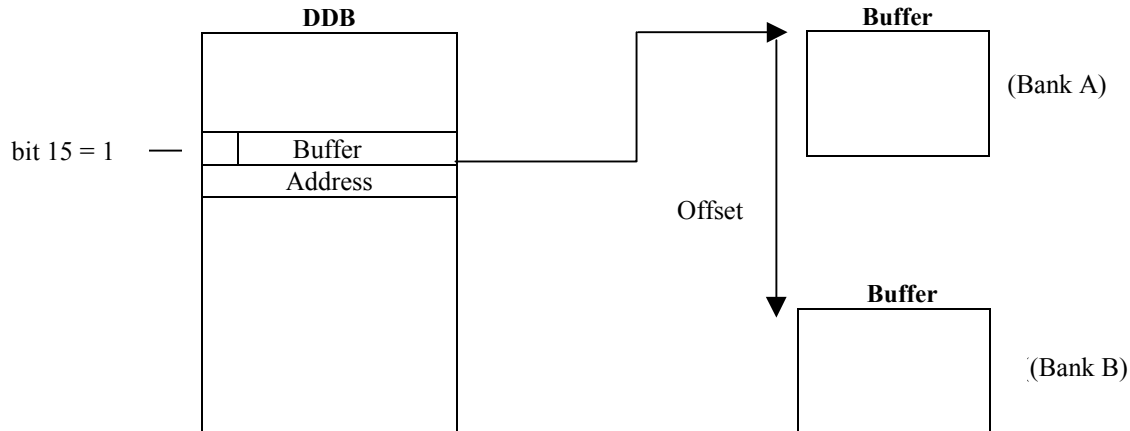 DDB
Buffer
(Bank A)
bit 15 = 1
Buffer
Address
Offset
Buffer
(Bank B)